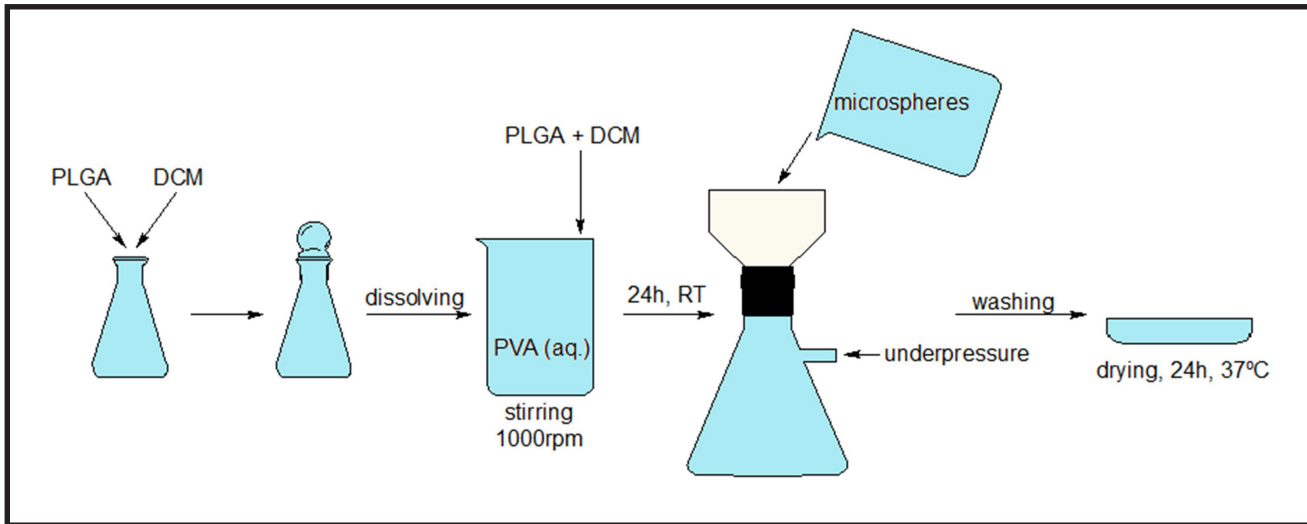 PLGA
DCM
dissolving
PLGA + DCM
PVA (aq.)
stirring
1000rpm
24h, RT
microspheres
underpressure
washing
drying, 24h, 37ºC